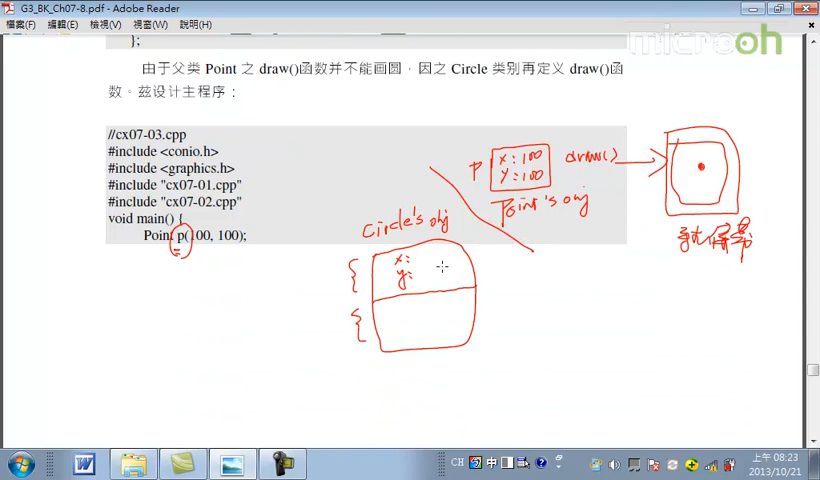 G3_BK_Ch07-8.pdf - Adobe Reader
檔案(F) 編輯(E) 檢視(V) 視窗(W) 說明(H)
};
microoh
由于父类 Point 之 draw()函数并不能画圆，因之 Circle 类别再定义 draw()函
数。兹设计主程序：
//cx07-03.cpp
#include <conio.h>
#include <graphics.h>
#include "cx07-01.cpp"
#include "cx07-02.cpp"
void main() {
Point p(100, 100);
p
x: 100
y: 100
draw()
Point's obj
Circle's obj
x:
y:
CH
中
上午 08:23
2013/10/21